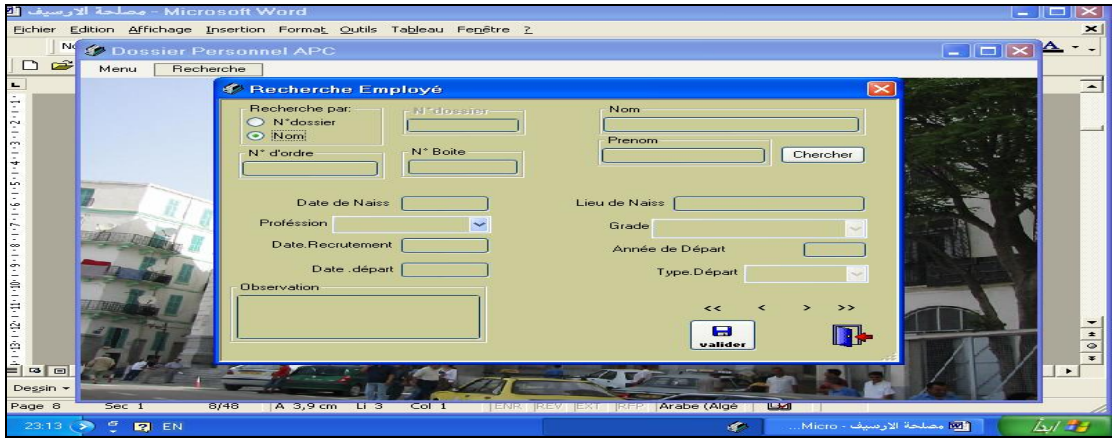 مصلحة الارسيف - Microsoft Word
Fichier Edition Affichage Insertion Format Outils Tableau Fenêtre ?
Dossier Personnel APC
Menu Recherche
Recherche Employé
Recherche par:
N°dossier
Nom
N°dossier
Nom
Prenom
Chercher
N° d'ordre
N° Boite
Date de Naiss
Lieu de Naiss
Proféssion
Grade
Date.Recrutement
Année de Départ
Date .départ
Type.Départ
Observation
<< < > >>
valider
Dessin
Page 8 Sec 1 8/48 A 3,9 cm Li 3 Col 1 ENR REV EXT RFP Arabe (Algé
23:13 EN مصلحة الارسيف - Micro... ابدأ